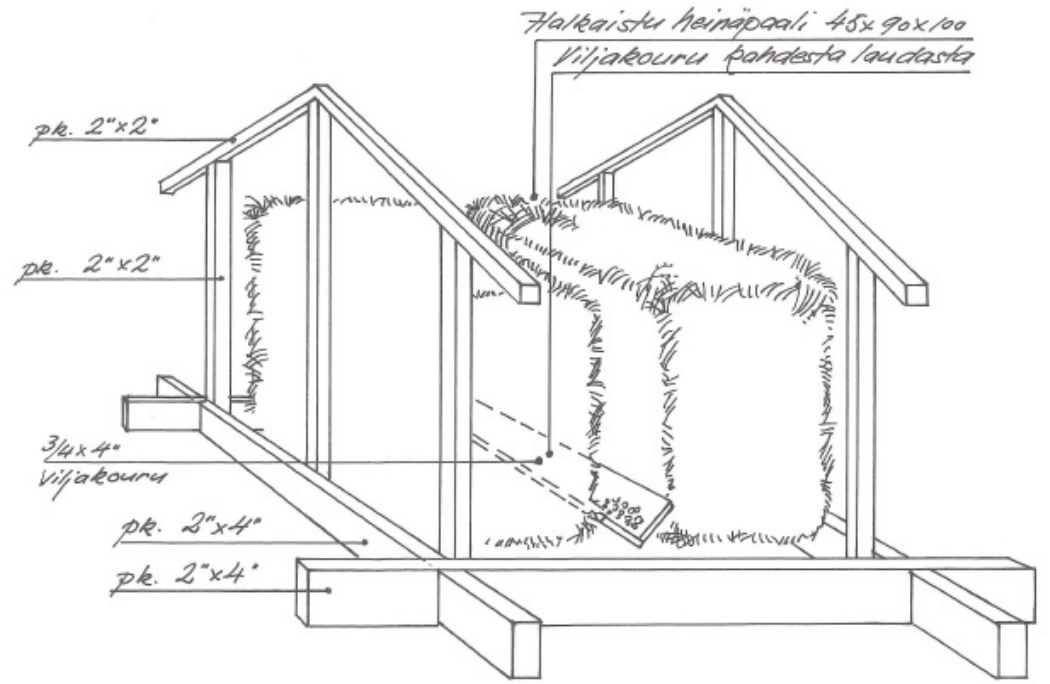 Halkaistu heinäpaali 45x90x100
Viljakouru kahdesta laudasta
pk. 2"x2"
pk. 2"x2"
3/4x4"
Viljakouru
pk. 2"x4"
pk. 2"x4"